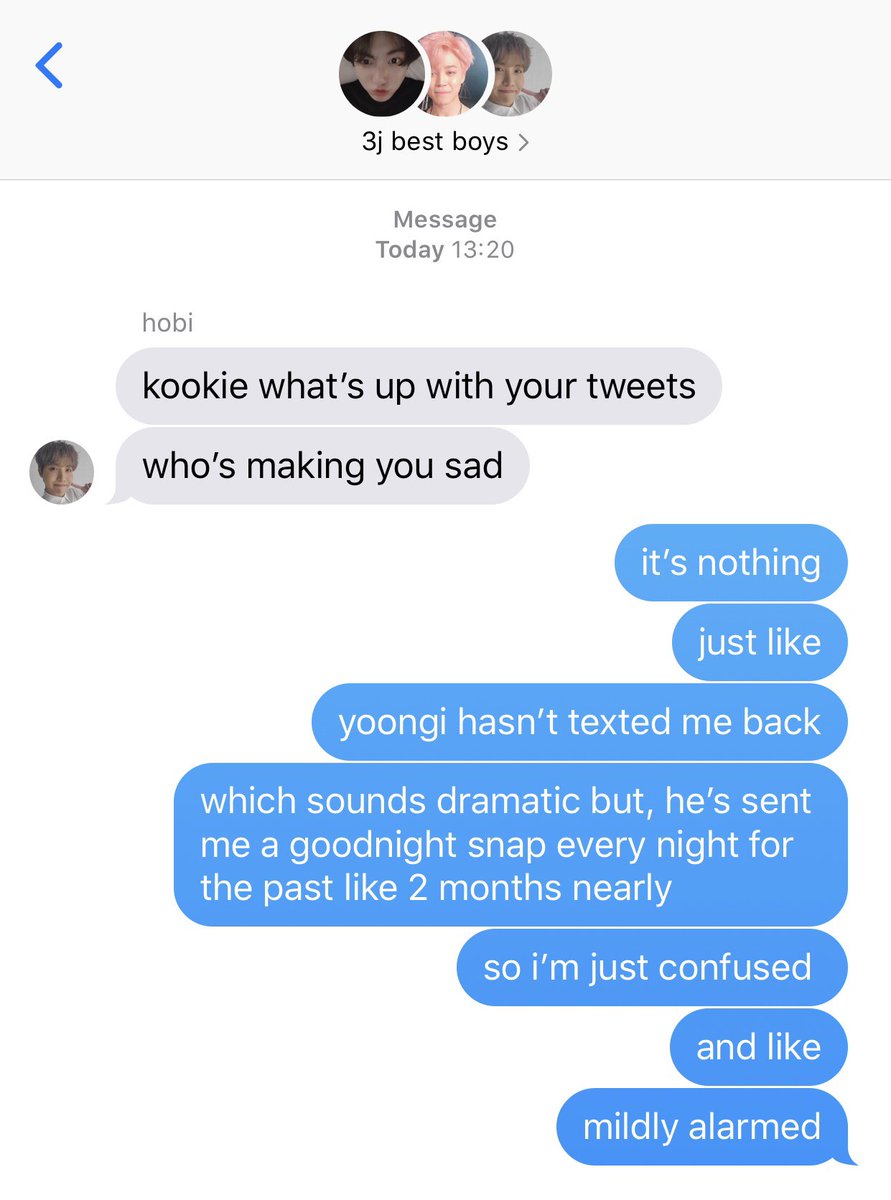 3j best boys
Message
Today 13:20
hobi
kookie what’s up with your tweets
who’s making you sad
it’s nothing
just like
yoongi hasn’t texted me back
which sounds dramatic but, he’s sent
me a goodnight snap every night for
the past like 2 months nearly
so i’m just confused
and like
mildly alarmed